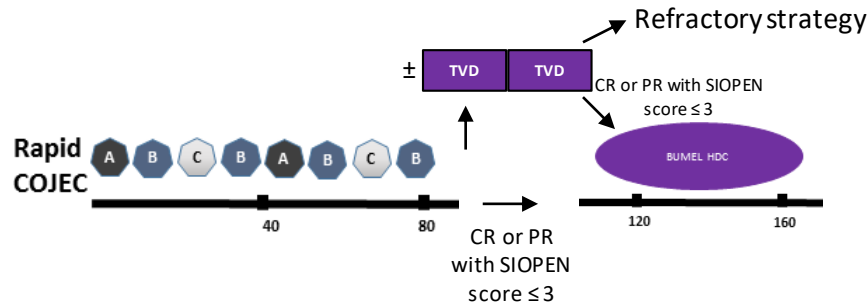 Refractory strategy
± TVD TVD
CR or PR with SIOPEN
score ≤ 3
Rapid
COJEC
A B C B A B C B
BUMEL HDC
40 80
120 160
CR or PR
with SIOPEN
score ≤ 3